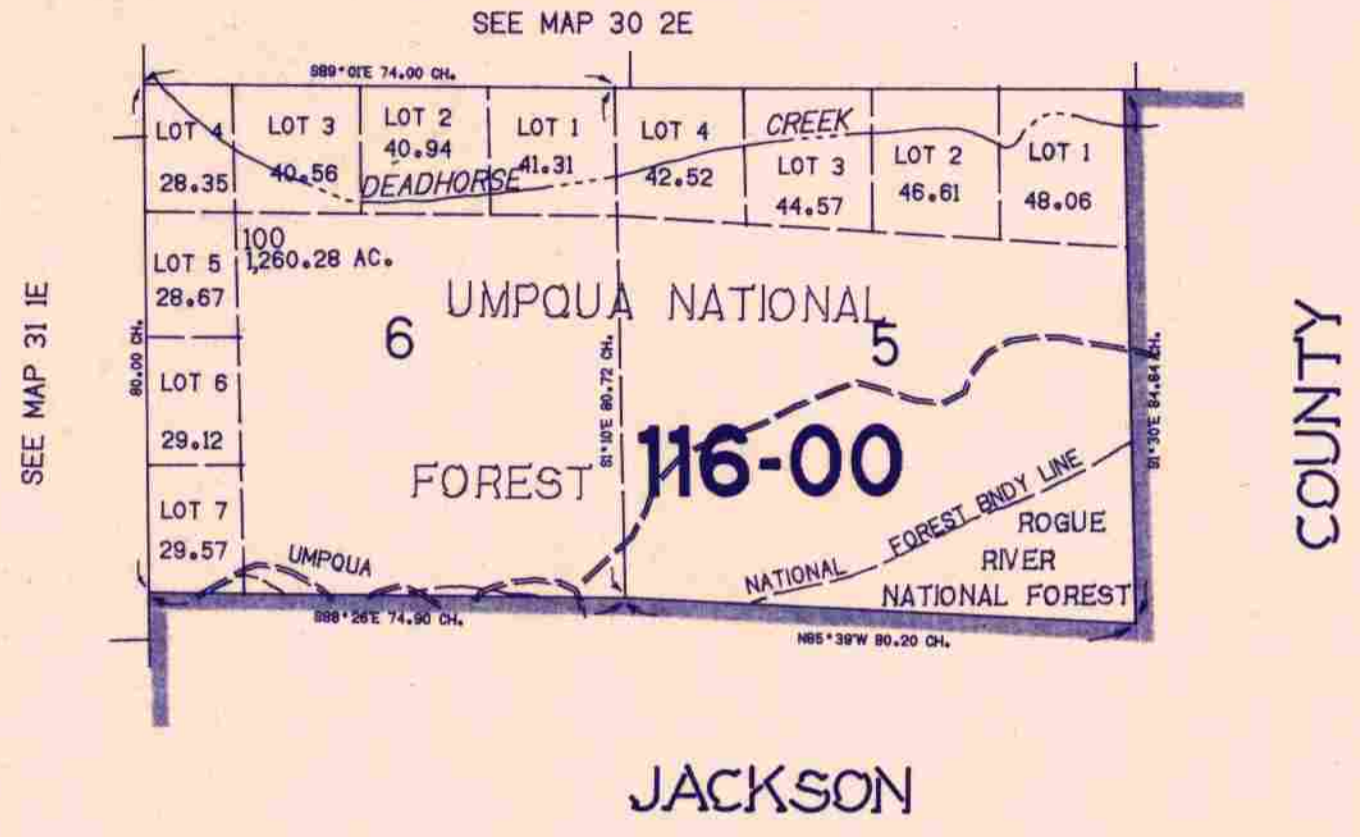 SEE MAP 30 2E
S89°01'E 74.00 CH.
LOT 4
28.35
LOT 3
40.56
LOT 2
40.94
LOT 1
41.31
LOT 4
42.52
CREEK
LOT 3
44.57
LOT 2
46.61
LOT 1
48.06
DEADHORSE
100
1,260.28 AC.
LOT 5
28.67
UMPQUA NATIONAL
6
5
SEE MAP 31 1E
80.00 CH.
S1°10'E 80.72 CH.
S1°30'E 84.64 CH.
COUNTY
LOT 6
29.12
116-00
FOREST
LOT 7
29.57
UMPQUA
NATIONAL FOREST BNDY LINE
ROGUE
RIVER
NATIONAL FOREST
S88°26'E 74.90 CH.
N85°39'W 80.20 CH.
JACKSON